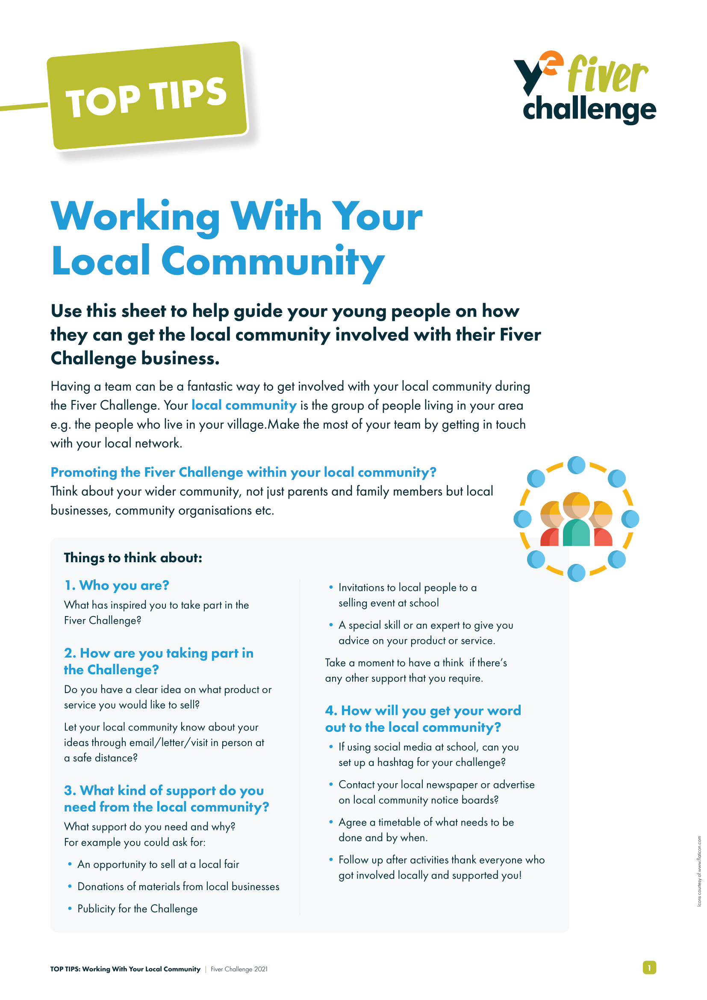 TOP TIPS
ye fiver
challenge
Working With Your
Local Community
Use this sheet to help guide your young people on how
they can get the local community involved with their Fiver
Challenge business.
Having a team can be a fantastic way to get involved with your local community during
the Fiver Challenge. Your local community is the group of people living in your area
e.g. the people who live in your village.Make the most of your team by getting in touch
with your local network.
Promoting the Fiver Challenge within your local community?
Think about your wider community, not just parents and family members but local
businesses, community organisations etc.
Things to think about:
1. Who you are?
What has inspired you to take part in the
Fiver Challenge?
2. How are you taking part in
the Challenge?
Do you have a clear idea on what product or
service you would like to sell?
Let your local community know about your
ideas through email/letter/visit in person at
a safe distance?
3. What kind of support do you
need from the local community?
What support do you need and why?
For example you could ask for:
• An opportunity to sell at a local fair
• Donations of materials from local businesses
• Publicity for the Challenge
• Invitations to local people to a
selling event at school
• A special skill or an expert to give you
advice on your product or service.
Take a moment to have a think  if there’s
any other support that you require.
4. How will you get your word
out to the local community?
• If using social media at school, can you
set up a hashtag for your challenge?
• Contact your local newspaper or advertise
on local community notice boards?
• Agree a timetable of what needs to be
done and by when.
• Follow up after activities thank everyone who
got involved locally and supported you!
Icons courtesy of www.flaticon.com
TOP TIPS: Working With Your Local Community | Fiver Challenge 2021
1